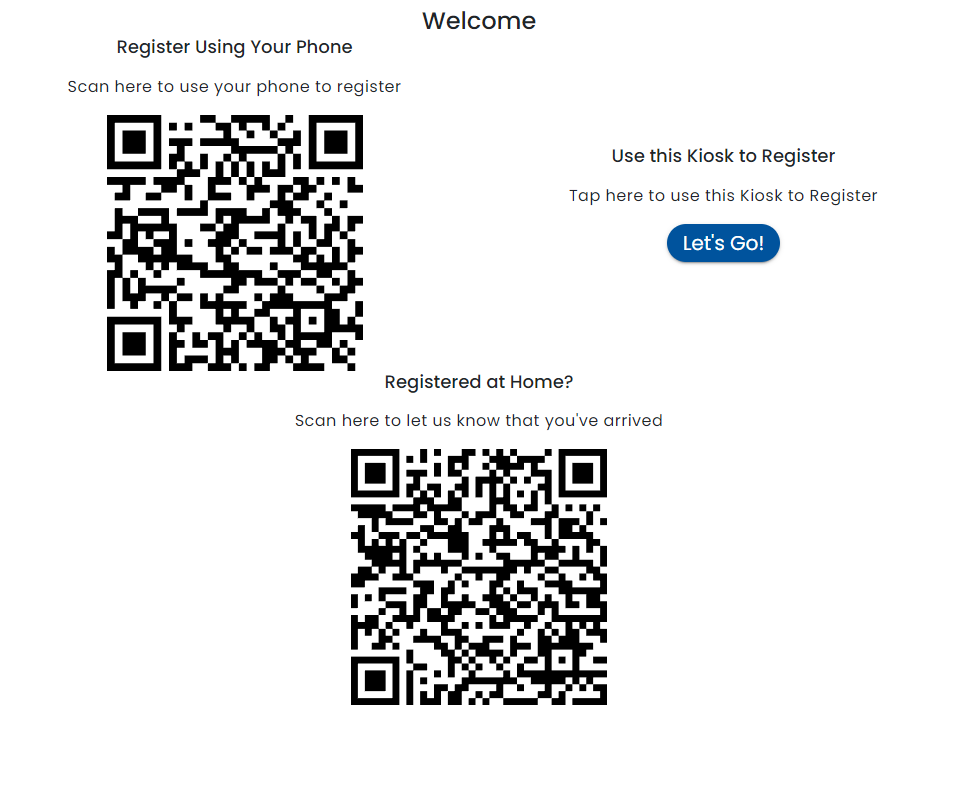 Welcome
Register Using Your Phone
Scan here to use your phone to register
Use this Kiosk to Register
Tap here to use this Kiosk to Register
Let's Go!
Registered at Home?
Scan here to let us know that you've arrived